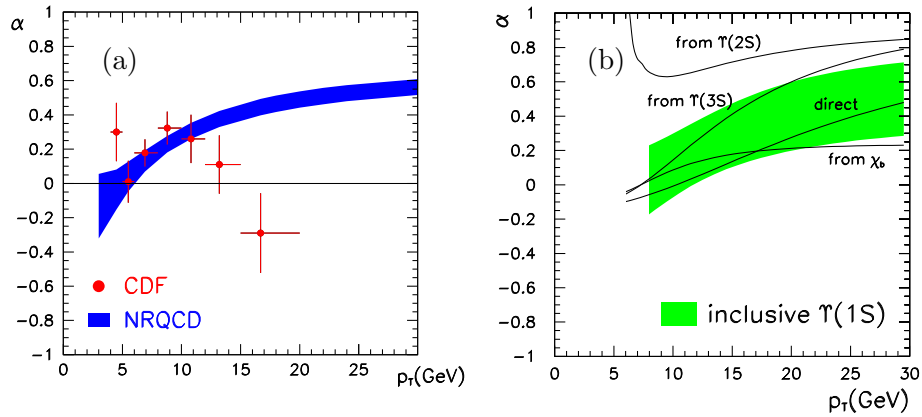 α
1
0.8
0.6
0.4
0.2
0
-0.2
-0.4
-0.6
-0.8
-1
(a)
CDF
NRQCD
0 5 10 15 20 25
p_T(GeV)
α
1
0.8
0.6
0.4
0.2
0
-0.2
-0.4
-0.6
-0.8
-1
(b)
from ϒ(2S)
from ϒ(3S)
direct
from χ_b
inclusive ϒ(1S)
0 5 10 15 20 25 30
p_T(GeV)